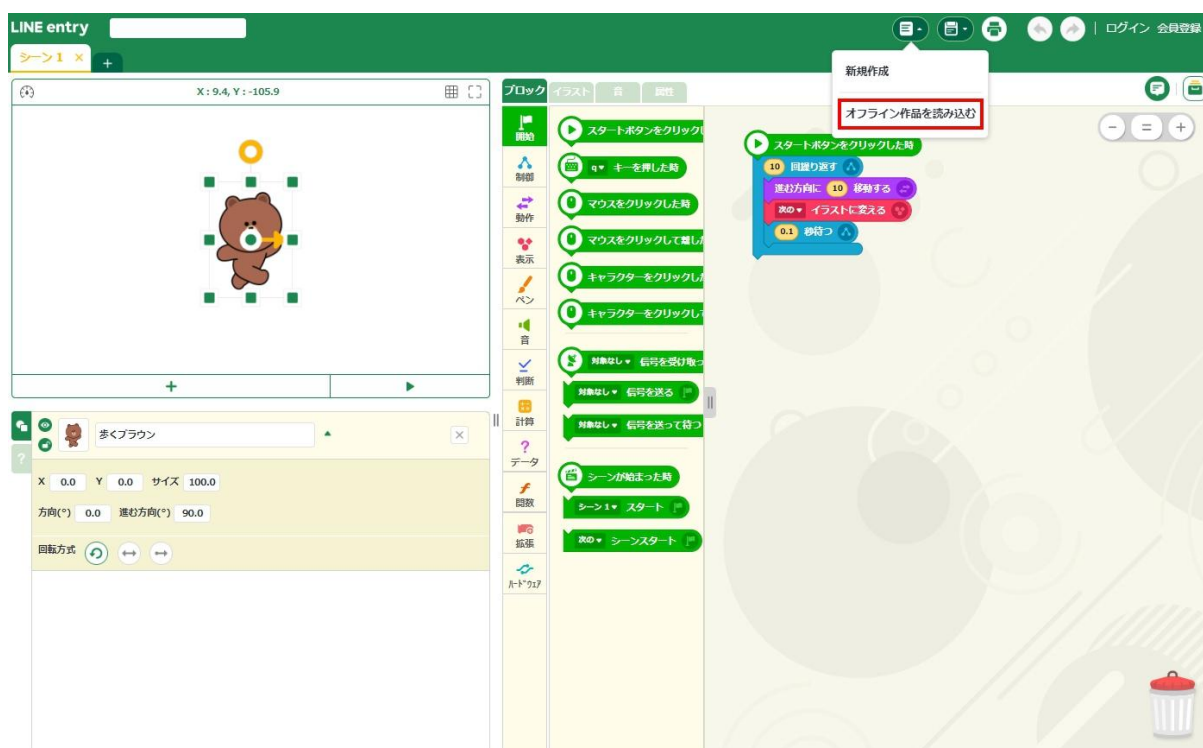 LINE entry
ログイン 会員登録
シーン 1 ×
+
新規作成
オフライン作品を読み込む
X : 9.4, Y : -105.9
ブロック イラスト 音 属性
開始
制御
動作
表示
ペン
音
判断
計算
データ
関数
拡張
ハードウェア
スタートボタンをクリック
q キーを押した時
マウスをクリックした時
マウスをクリックして離し
キャラクターをクリックし
キャラクターをクリックして
対象なし 信号を受け取っ
対象なし 信号を送る
対象なし 信号を送って待つ
シーンが始まった時
シーン 1 スタート
次の シーンスタート
スタートボタンをクリックした時
10 回繰り返す
進む方向に 10 移動する
次の イラストに変える
0.1 秒待つ
− = +
+
歩くブラウン
×
?
X 0.0 Y 0.0 サイズ 100.0
方向(°) 0.0 進む方向(°) 90.0
回転方式